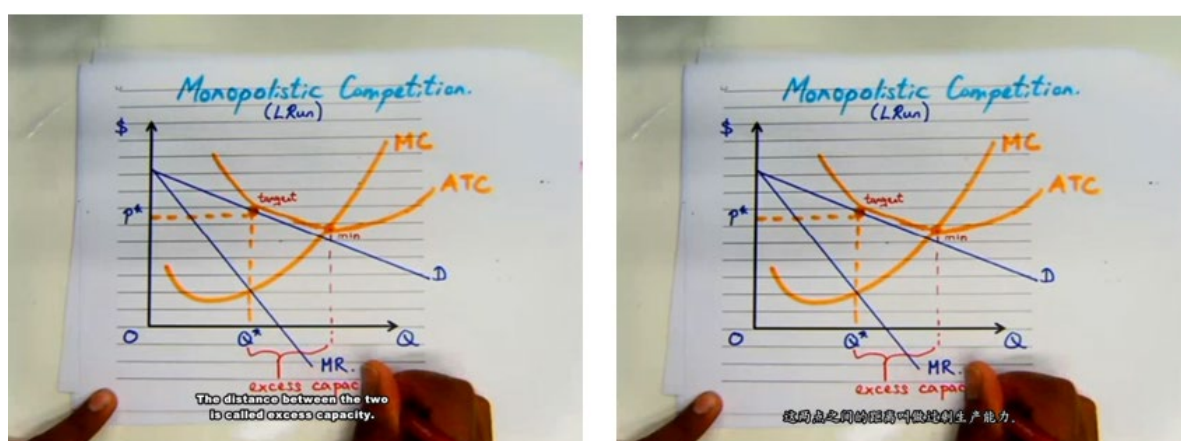 Monopolistic Competition.
(LRun)
$
MC
ATC
tangent
P*
min
D
O
Q*
Q
MR.
excess capac
The distance between the two
is called excess capacity.
Monopolistic Competition.
(LRun)
$
MC
ATC
tangent
P*
min
D
O
Q*
Q
MR.
excess capac
这两点之间的距离叫做过剩生产能力.